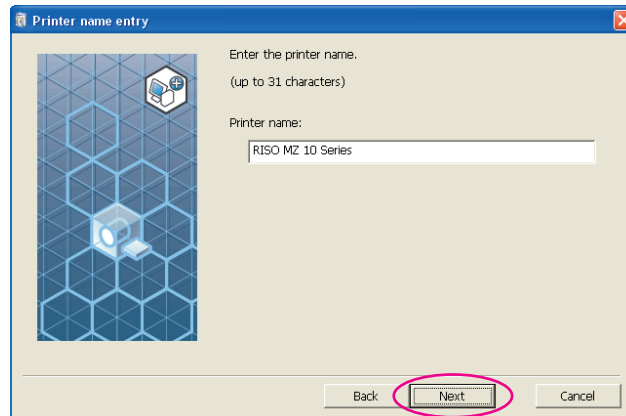 Printer name entry
Enter the printer name.
(up to 31 characters)
Printer name:
RISO MZ 10 Series
Back Next Cancel